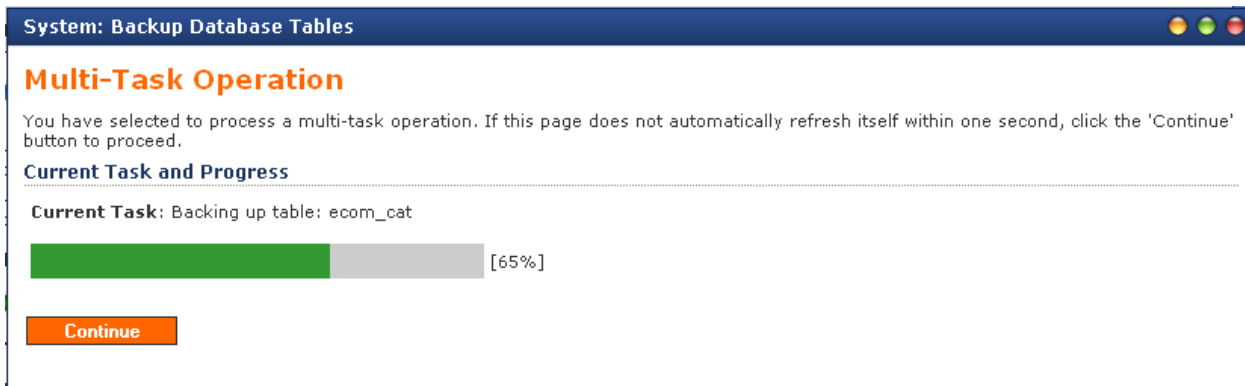 System: Backup Database Tables
Multi-Task Operation
You have selected to process a multi-task operation. If this page does not automatically refresh itself within one second, click the 'Continue'
button to proceed.
Current Task and Progress
Current Task: Backing up table: ecom_cat
[65%]
Continue